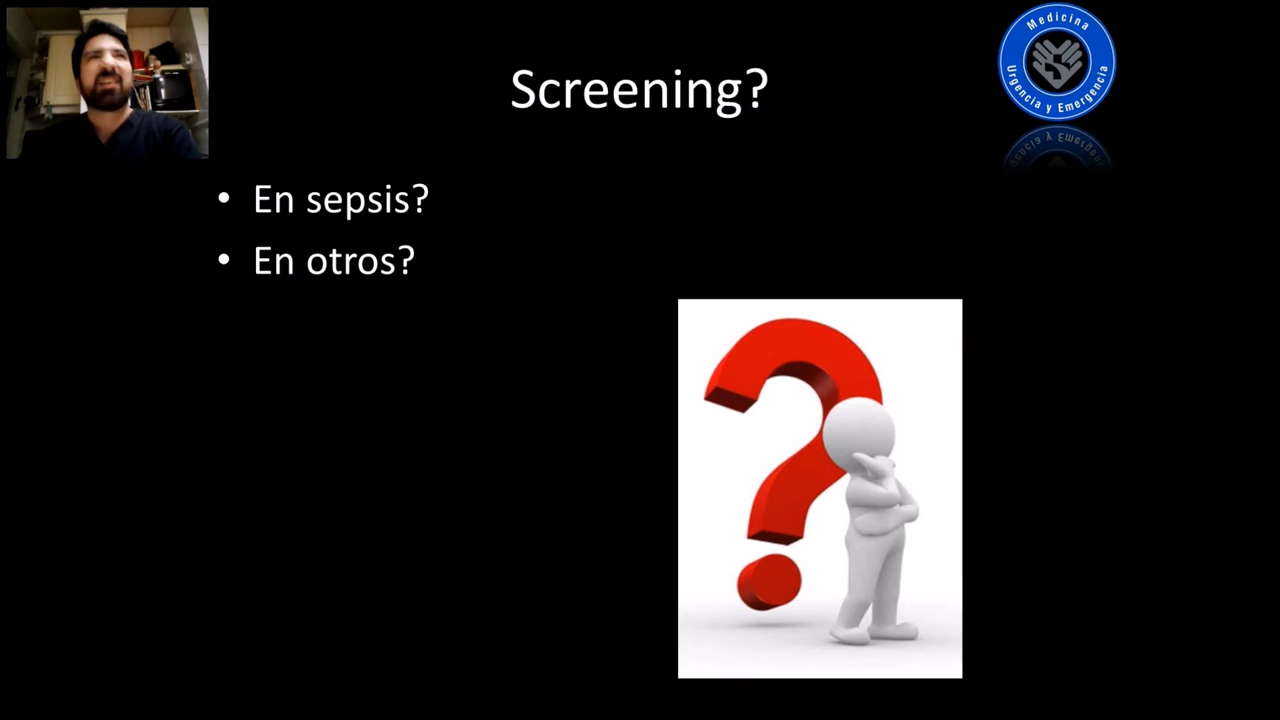 Screening?
Medicina
Urgencia y Emergencia
• En sepsis?
• En otros?